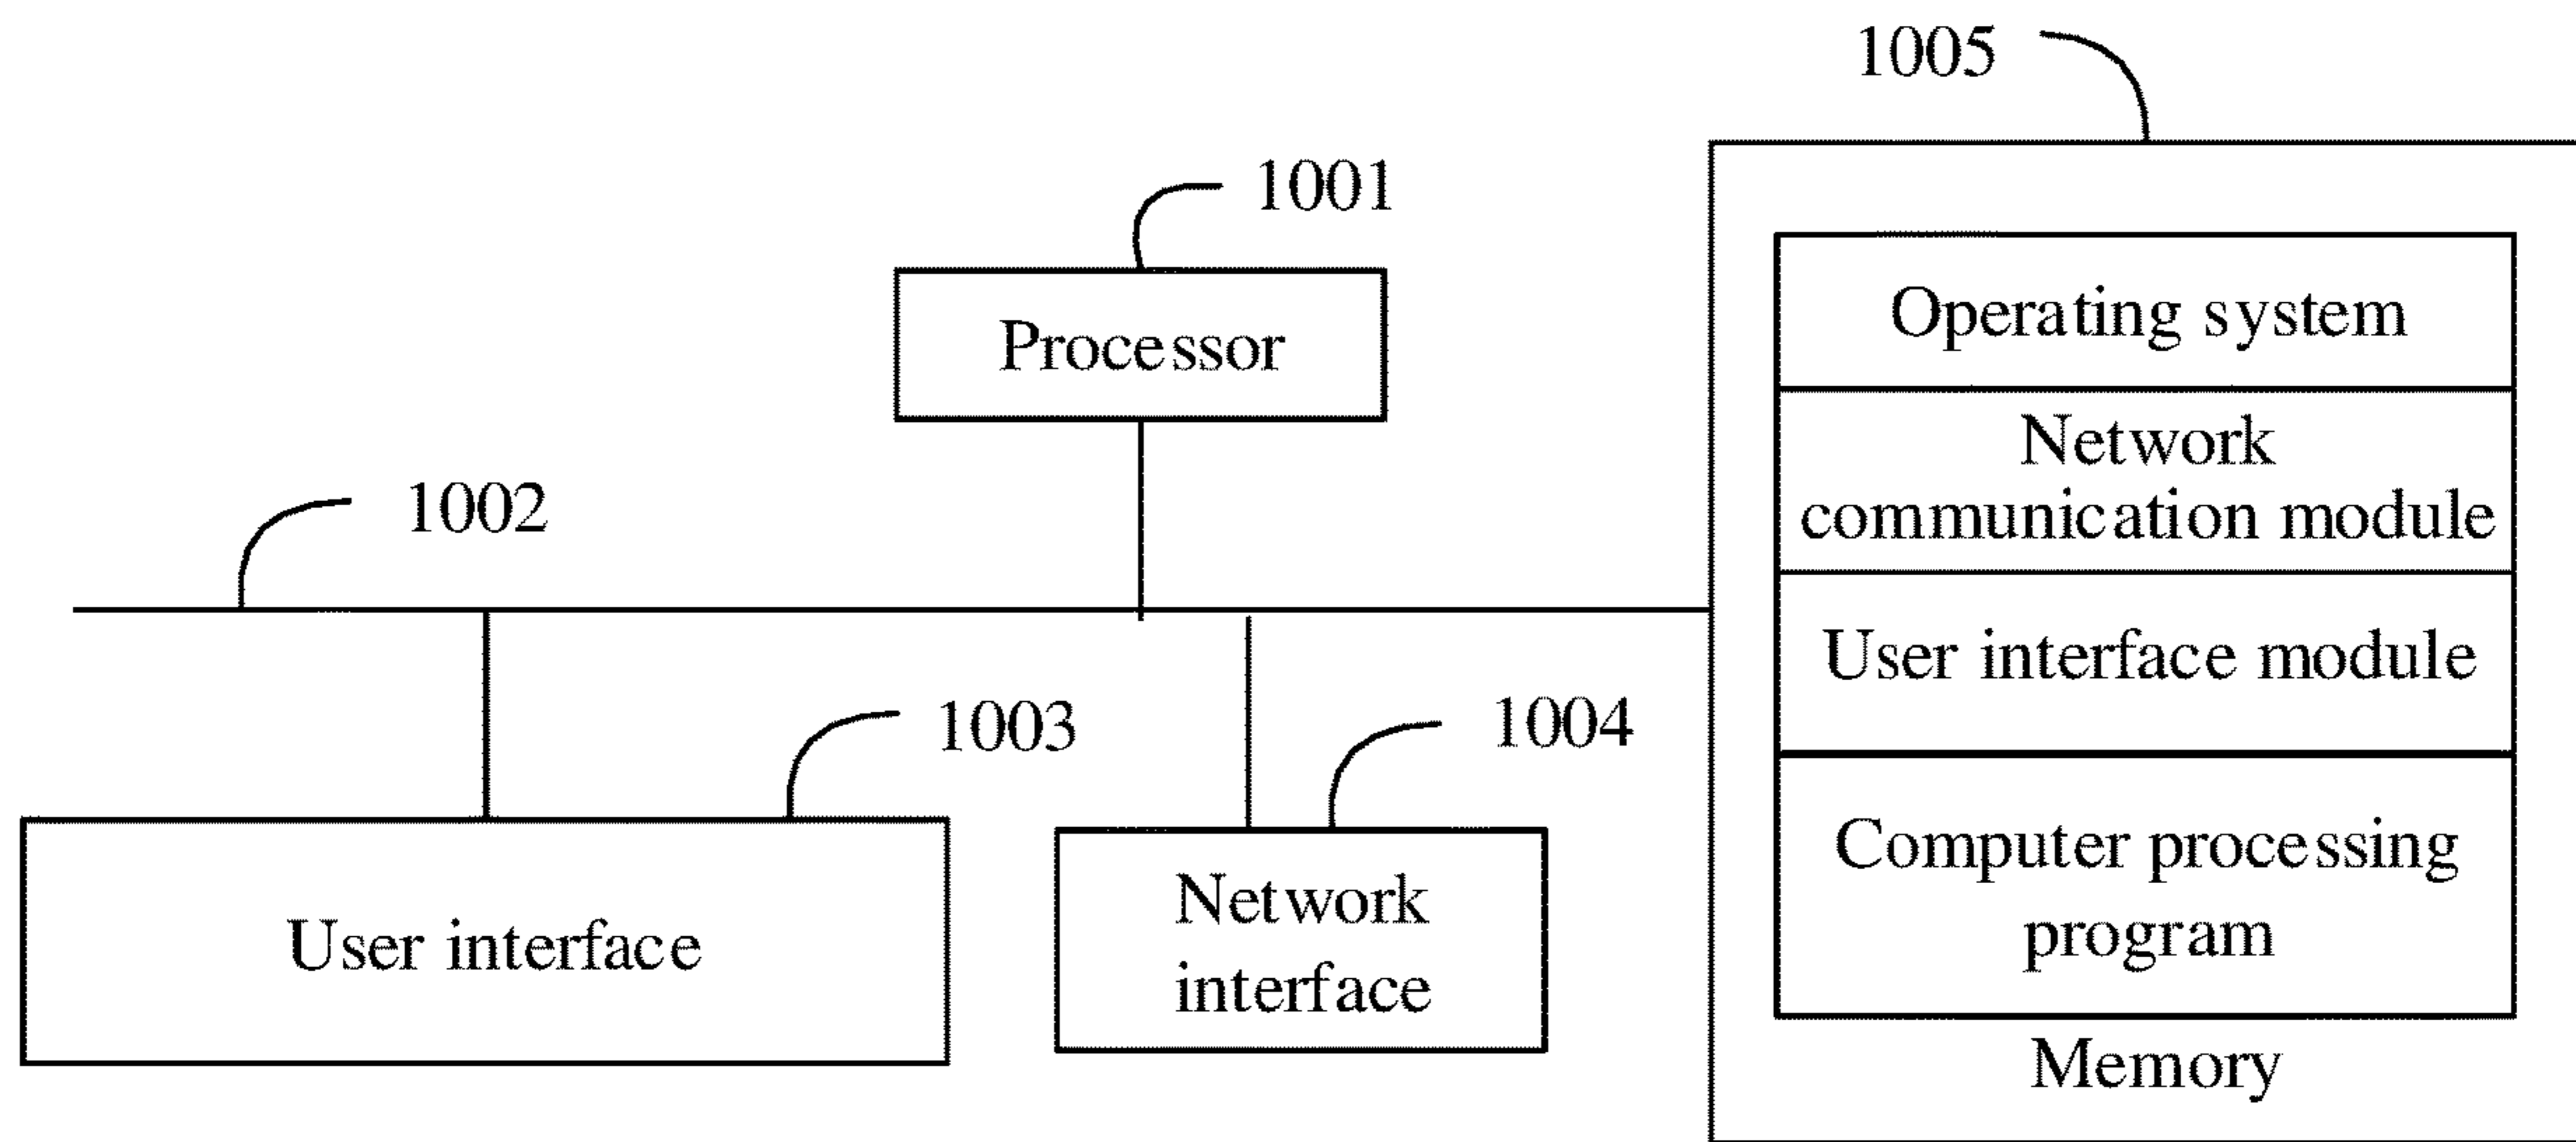 1005
1001
Processor
Operating system
Network
communication module
User interface module
Computer processing
program
Memory
1002
1003
User interface
1004
Network
interface